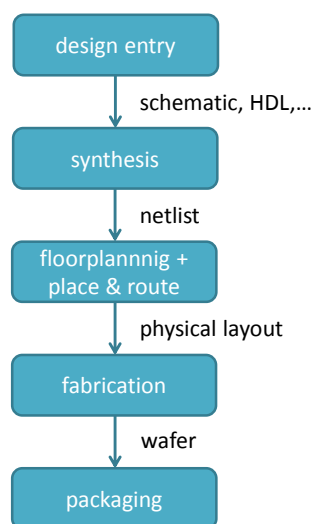 design entry
schematic, HDL,...
synthesis
netlist
floorplannnig +
place & route
physical layout
fabrication
wafer
packaging